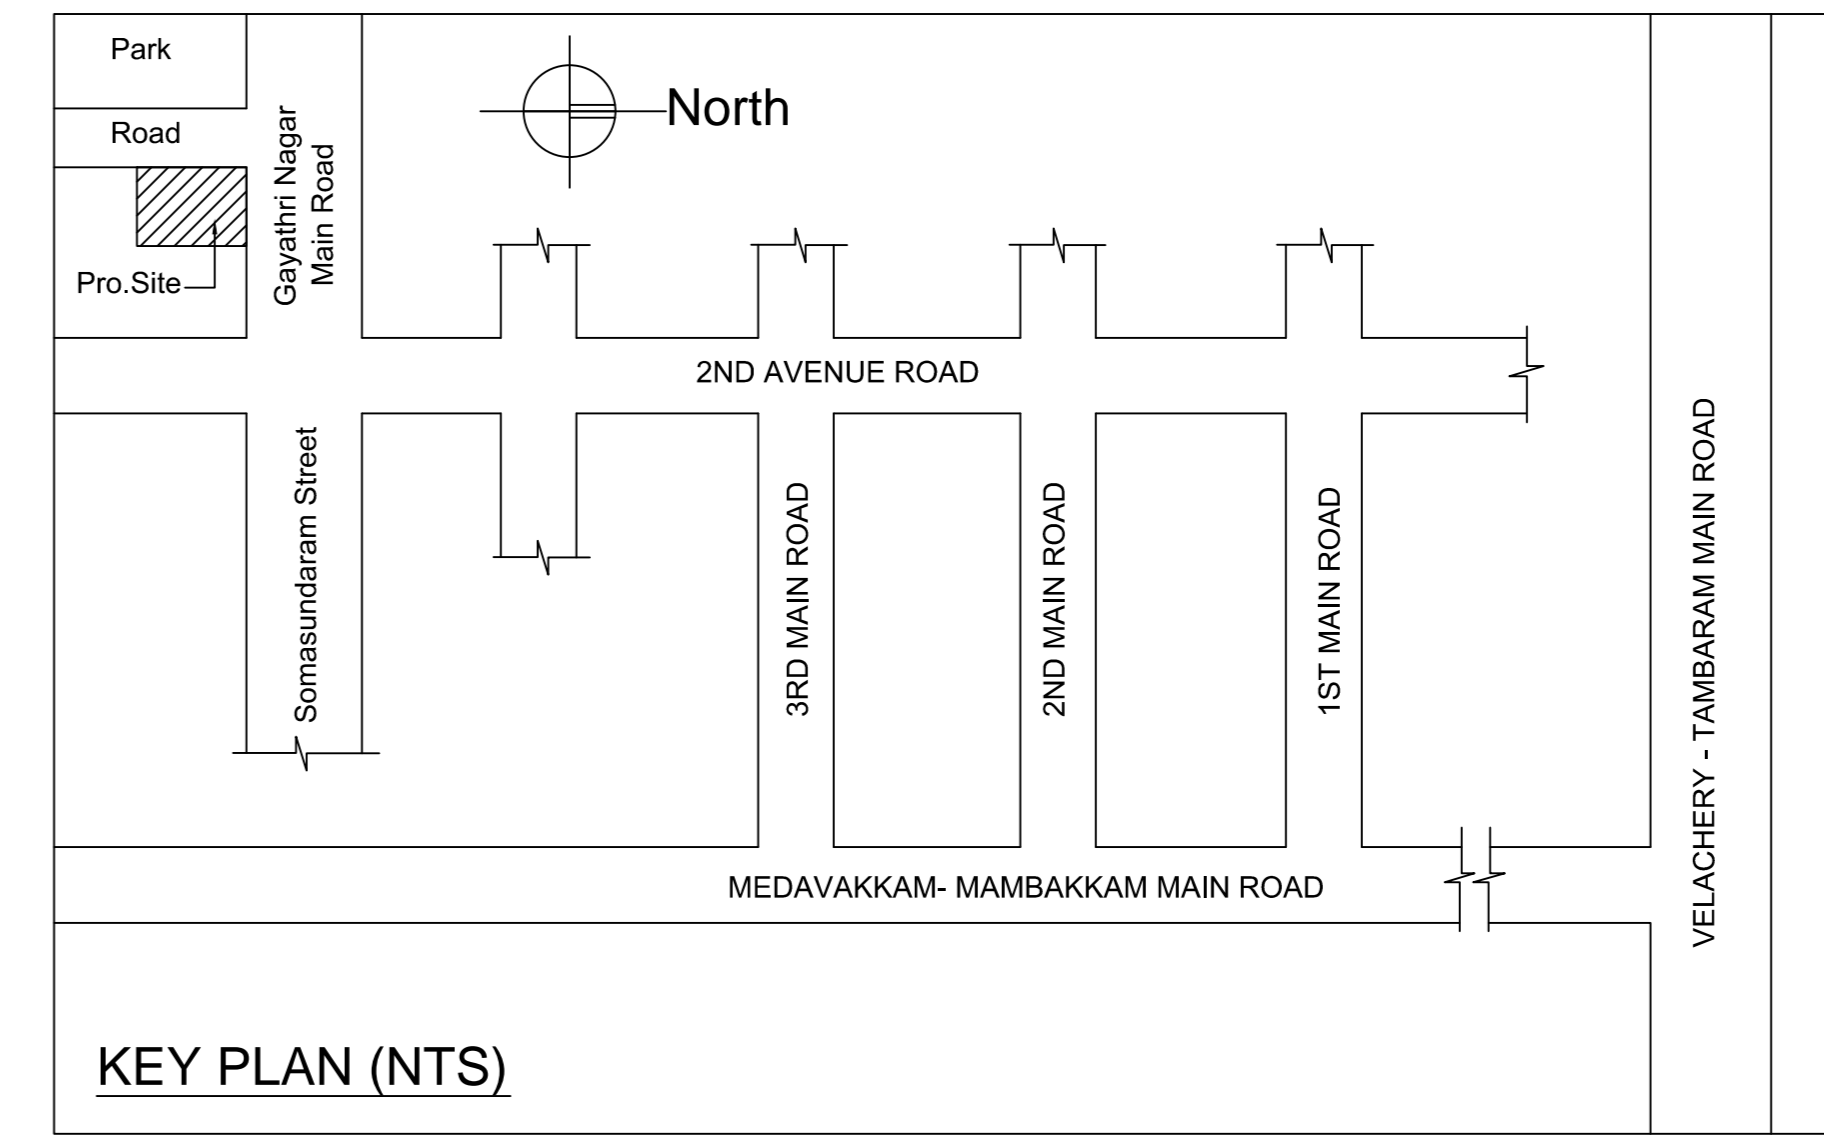 Park
Road
Pro.Site
Gayathri Nagar
Main Road
North
2ND AVENUE ROAD
Somasundaram Street
3RD MAIN ROAD
2ND MAIN ROAD
1ST MAIN ROAD
VELACHERY - TAMBARAM MAIN ROAD
MEDAVAKKAM- MAMBAKKAM MAIN ROAD
KEY PLAN (NTS)